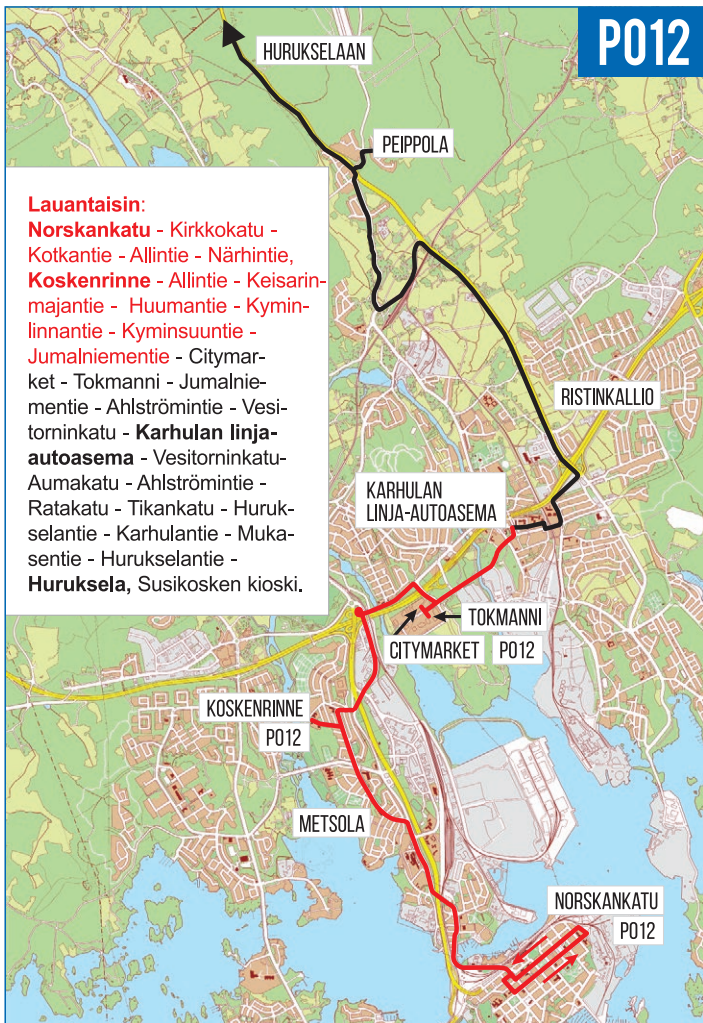 P012
HURUKSELAAN
PEIPPOLA
Lauantaisin:
Norskankatu - Kirkkokatu -
Kotkantie - Allintie - Närhintie,
Koskenrinne - Allintie - Keisarin-
majantie - Huumantie - Kymin-
linnantie - Kyminsuuntie -
Jumalniementie - Citymar-
ket - Tokmanni - Jumalnie-
mentie - Ahlströmintie - Vesi-
torninkatu - Karhulan linja-
autoasema - Vesitorninkatu-
Aumakatu - Ahlströmintie -
Ratakatu - Tikankatu - Huruk-
selantie - Karhulantie - Muka-
sentie - Hurukselantie -
Huruksela, Susikosken kioski.
RISTINKALLIO
KARHULAN
LINJA-AUTOASEMA
TOKMANNI
CITYMARKET
P012
KOSKENRINNE
P012
METSOLA
NORSKANKATU
P012